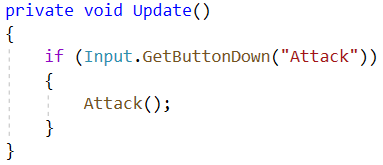 private void Update()
{
    if (Input.GetButtonDown("Attack"))
    {
        Attack();
    }
}